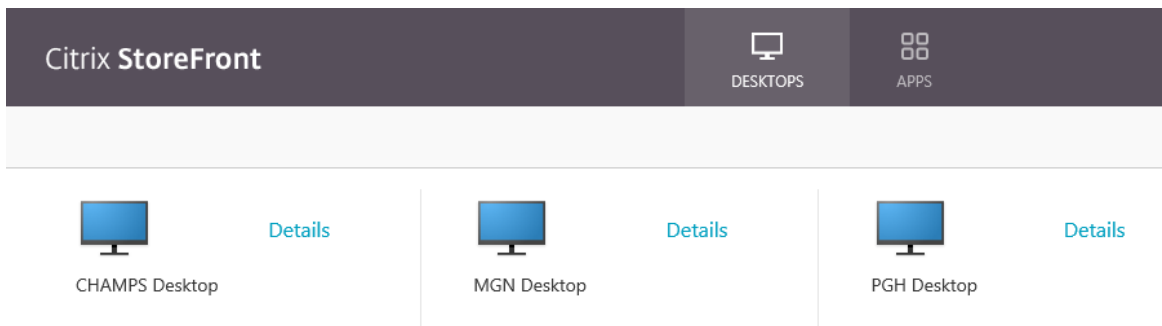 Citrix StoreFront
DESKTOPS
APPS
Details
Details
Details
CHAMPS Desktop
MGN Desktop
PGH Desktop